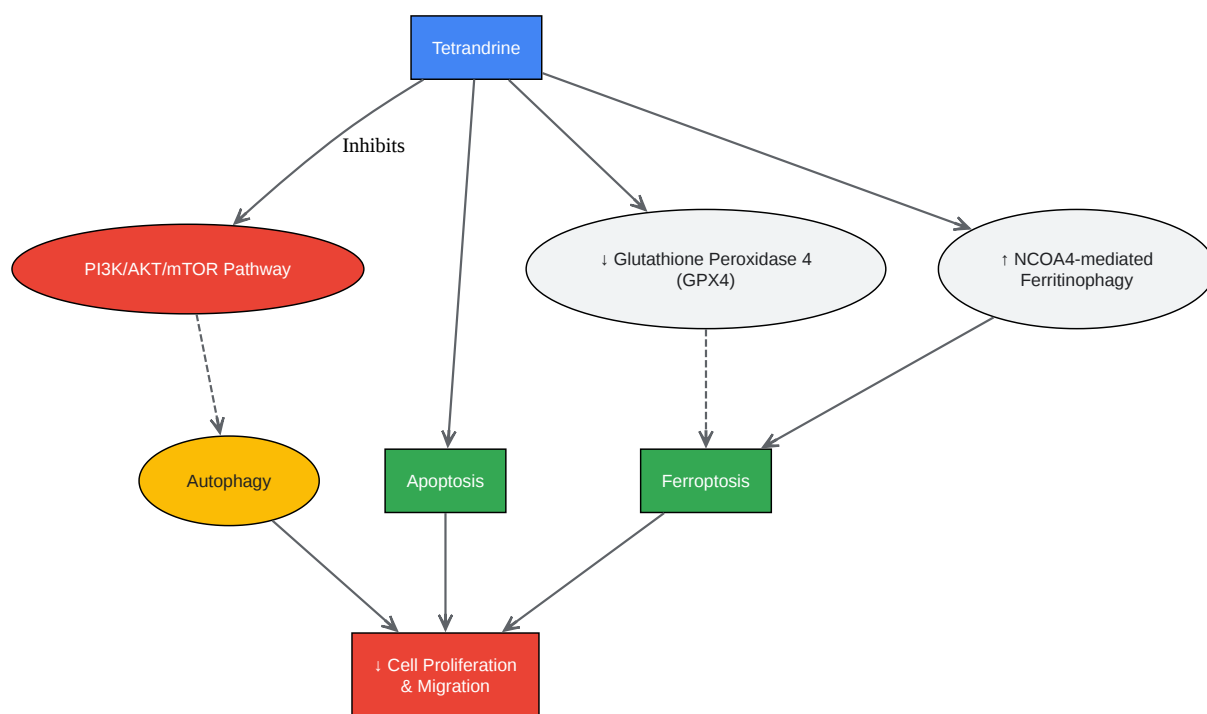 Tetrandrine
Inhibits
PI3K/AKT/mTOR Pathway
↓ Glutathione Peroxidase 4
(GPX4)
↑ NCOA4-mediated
Ferritinophagy
Autophagy
Apoptosis
Ferroptosis
↓ Cell Proliferation
& Migration